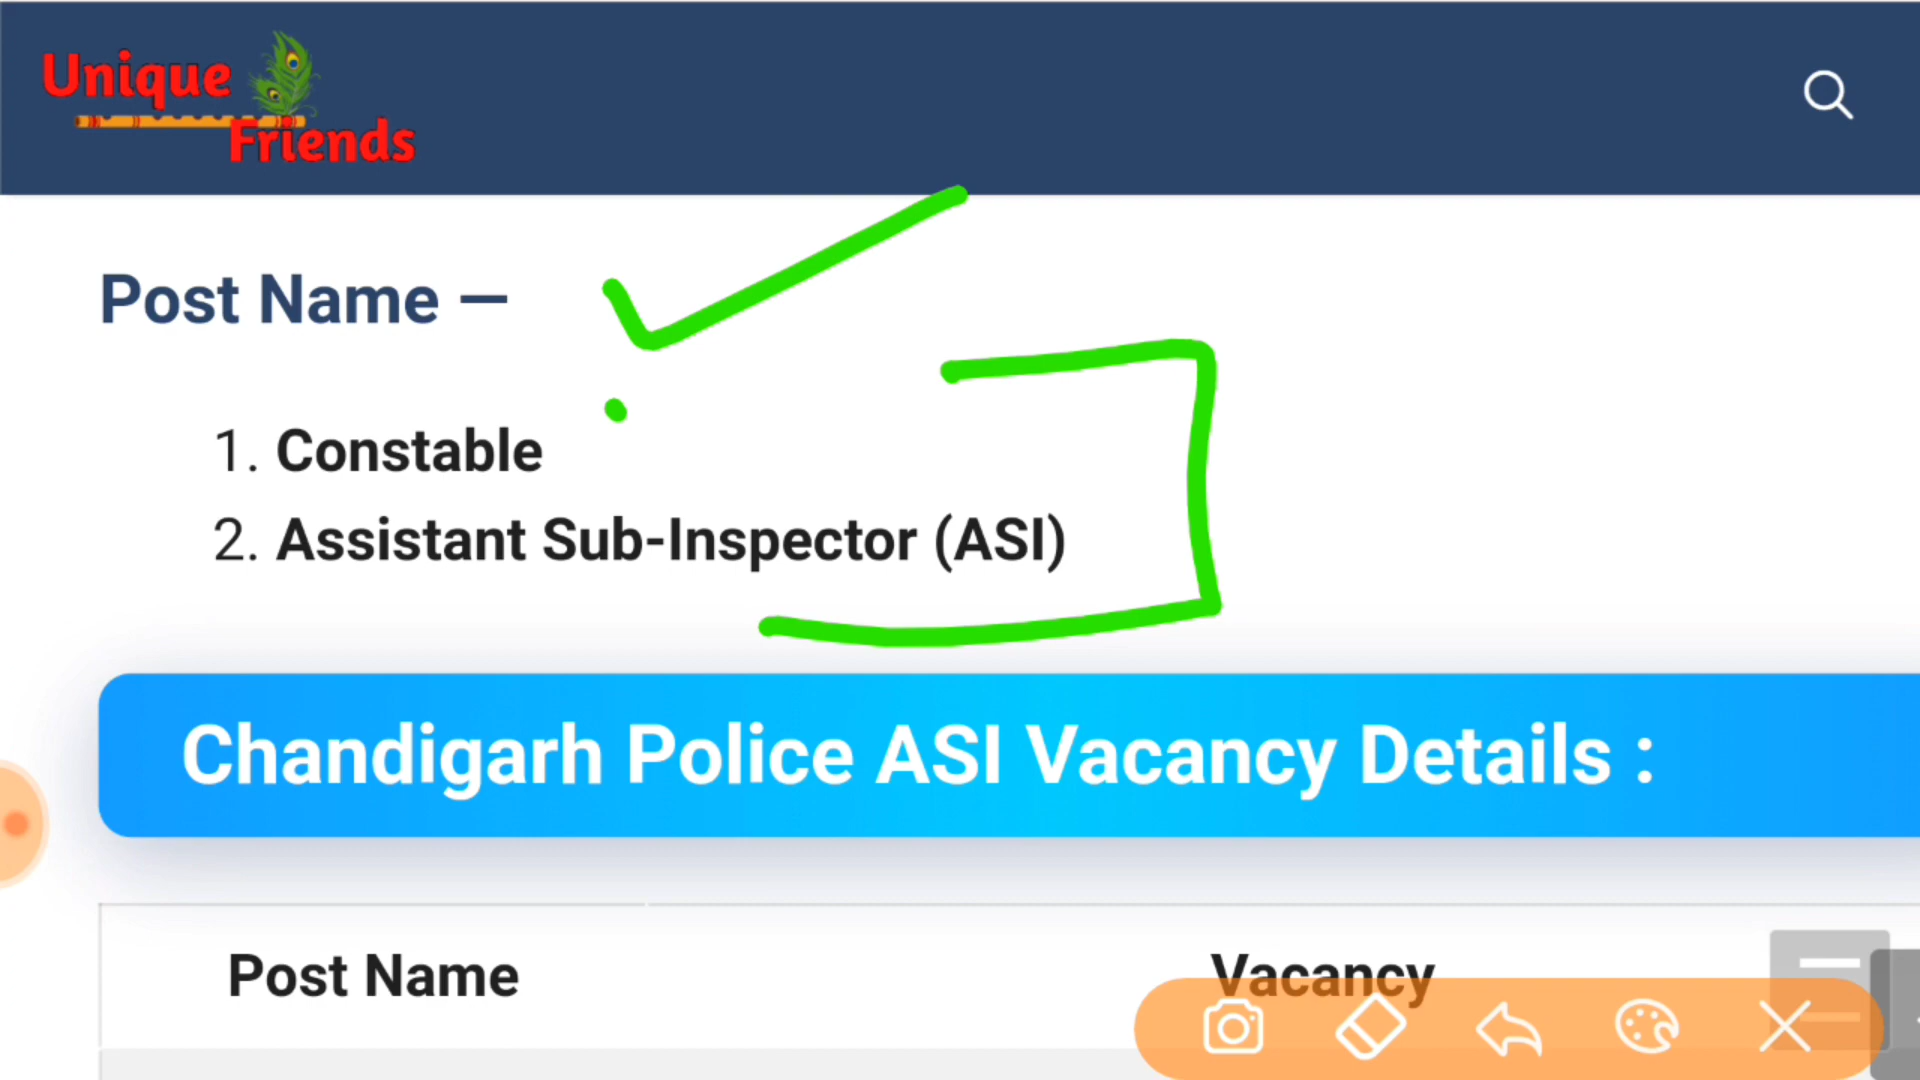 Unique
Friends
Post Name —
1. Constable
2. Assistant Sub-Inspector (ASI)
Chandigarh Police ASI Vacancy Details :
Post Name Vacancy